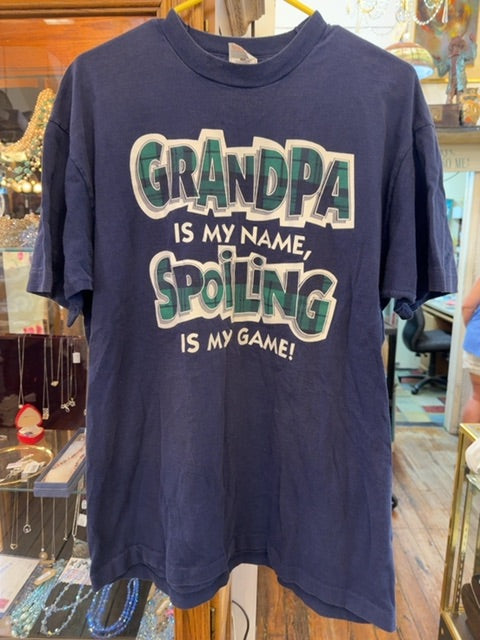 GRANDPA
IS MY NAME,
SPOiLiNG
IS MY GAME!